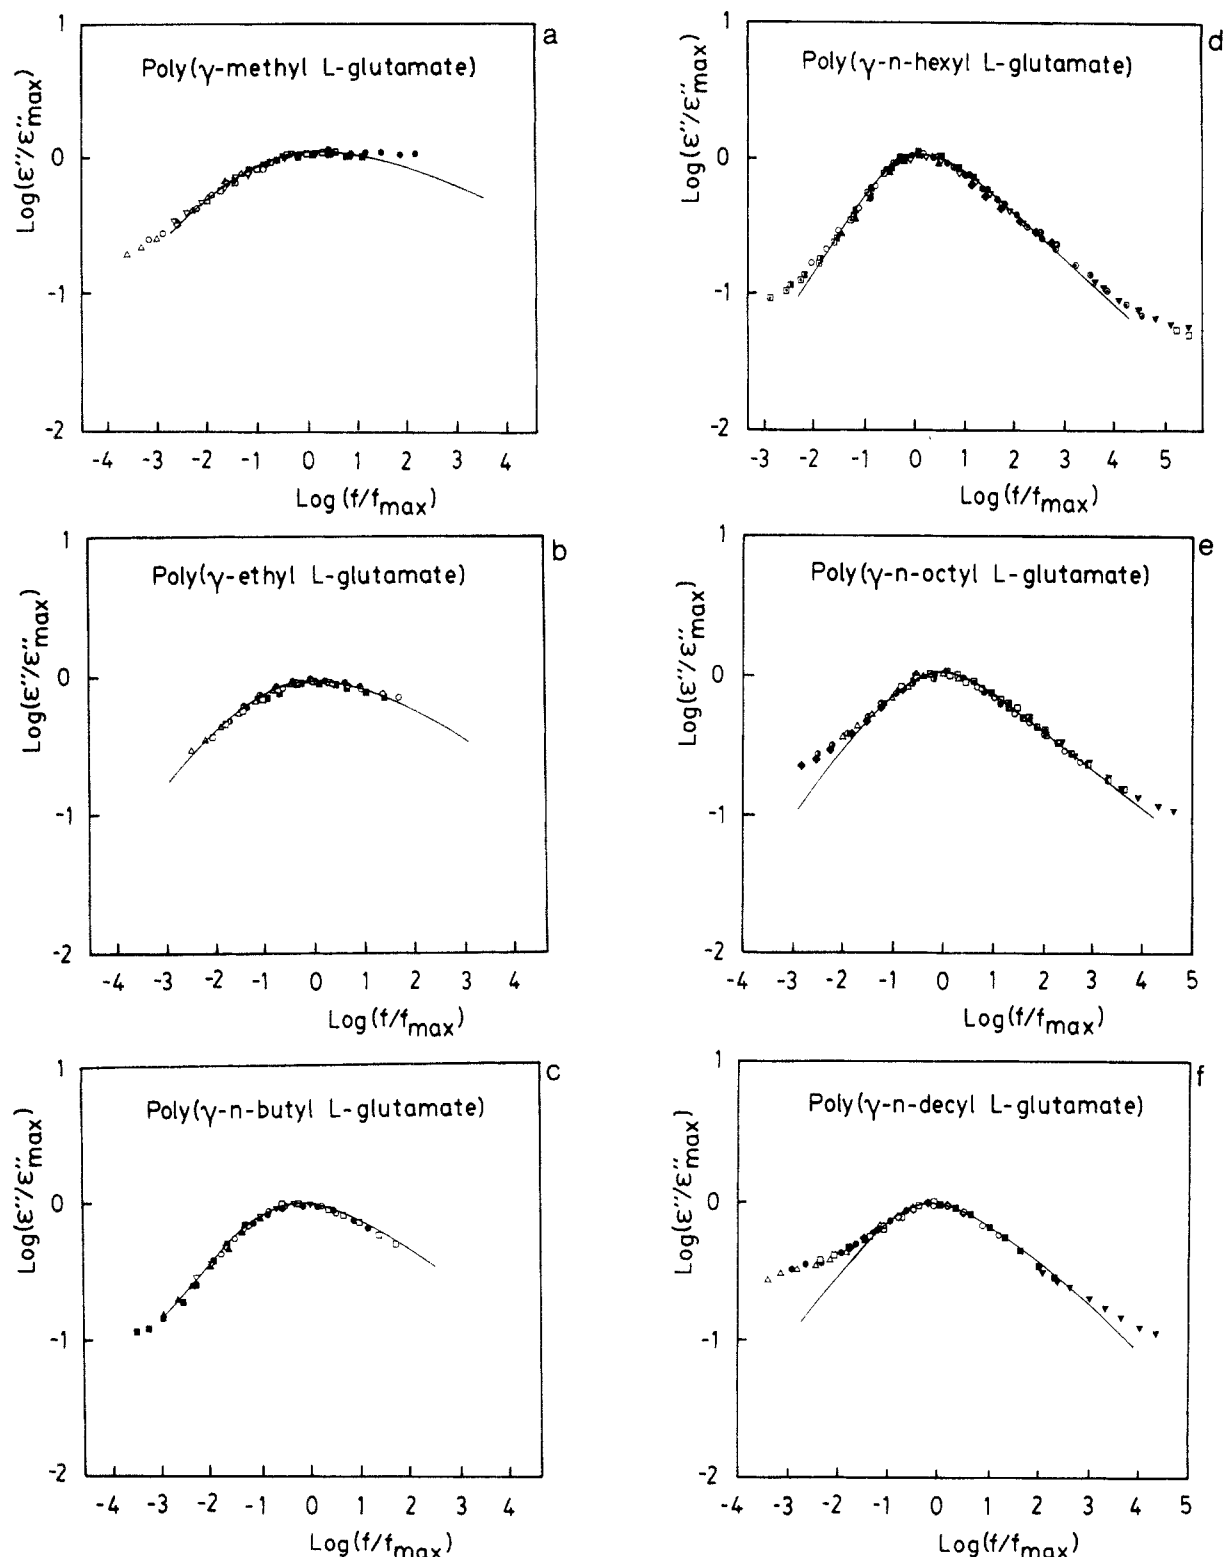 a
Poly(γ-methyl L-glutamate)
Log(ε''/ε''max)
1
0
-1
-2
-4 -3 -2 -1 0 1 2 3 4
Log(f/fmax)
b
Poly(γ-ethyl L-glutamate)
Log(ε''/ε''max)
1
0
-1
-2
-4 -3 -2 -1 0 1 2 3 4
Log(f/fmax)
c
Poly(γ-n-butyl L-glutamate)
Log(ε''/ε''max)
1
0
-1
-2
-4 -3 -2 -1 0 1 2 3 4
Log(f/fmax)
d
Poly(γ-n-hexyl L-glutamate)
Log(ε''/ε''max)
1
0
-1
-2
-3 -2 -1 0 1 2 3 4 5
Log(f/fmax)
e
Poly(γ-n-octyl L-glutamate)
Log(ε''/ε''max)
1
0
-1
-2
-4 -3 -2 -1 0 1 2 3 4 5
Log(f/fmax)
f
Poly(γ-n-decyl L-glutamate)
Log(ε''/ε''max)
1
0
-1
-2
-4 -3 -2 -1 0 1 2 3 4 5
Log(f/fmax)